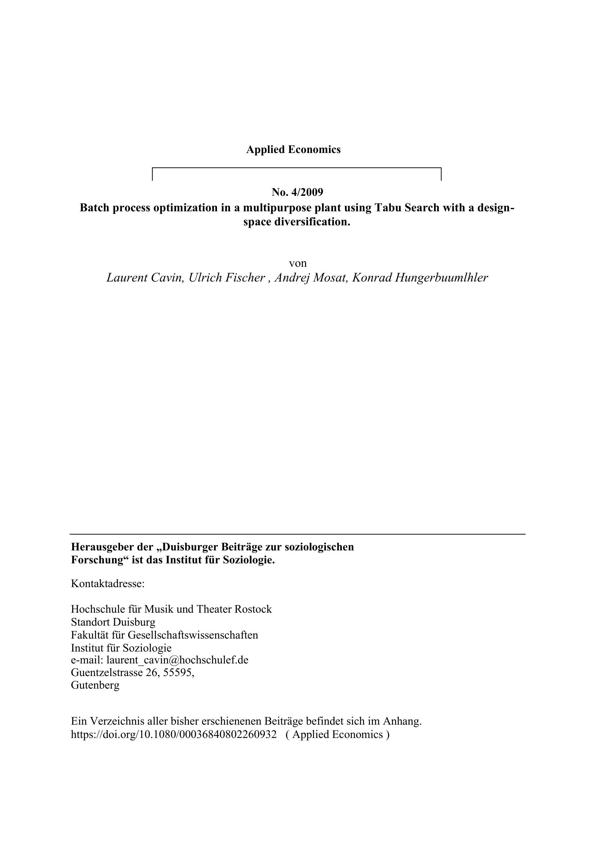 Applied Economics
No. 4/2009
Batch process optimization in a multipurpose plant using Tabu Search with a design-
space diversification.
von
Laurent Cavin, Ulrich Fischer , Andrej Mosat, Konrad Hungerbuumlhler
Herausgeber der „Duisburger Beiträge zur soziologischen
Forschung“ ist das Institut für Soziologie.
Kontaktadresse:
Hochschule für Musik und Theater Rostock
Standort Duisburg
Fakultät für Gesellschaftswissenschaften
Institut für Soziologie
e-mail: laurent_cavin@hochschulef.de
Guentzelstrasse 26, 55595,
Gutenberg
Ein Verzeichnis aller bisher erschienenen Beiträge befindet sich im Anhang.
https://doi.org/10.1080/00036840802260932 ( Applied Economics )